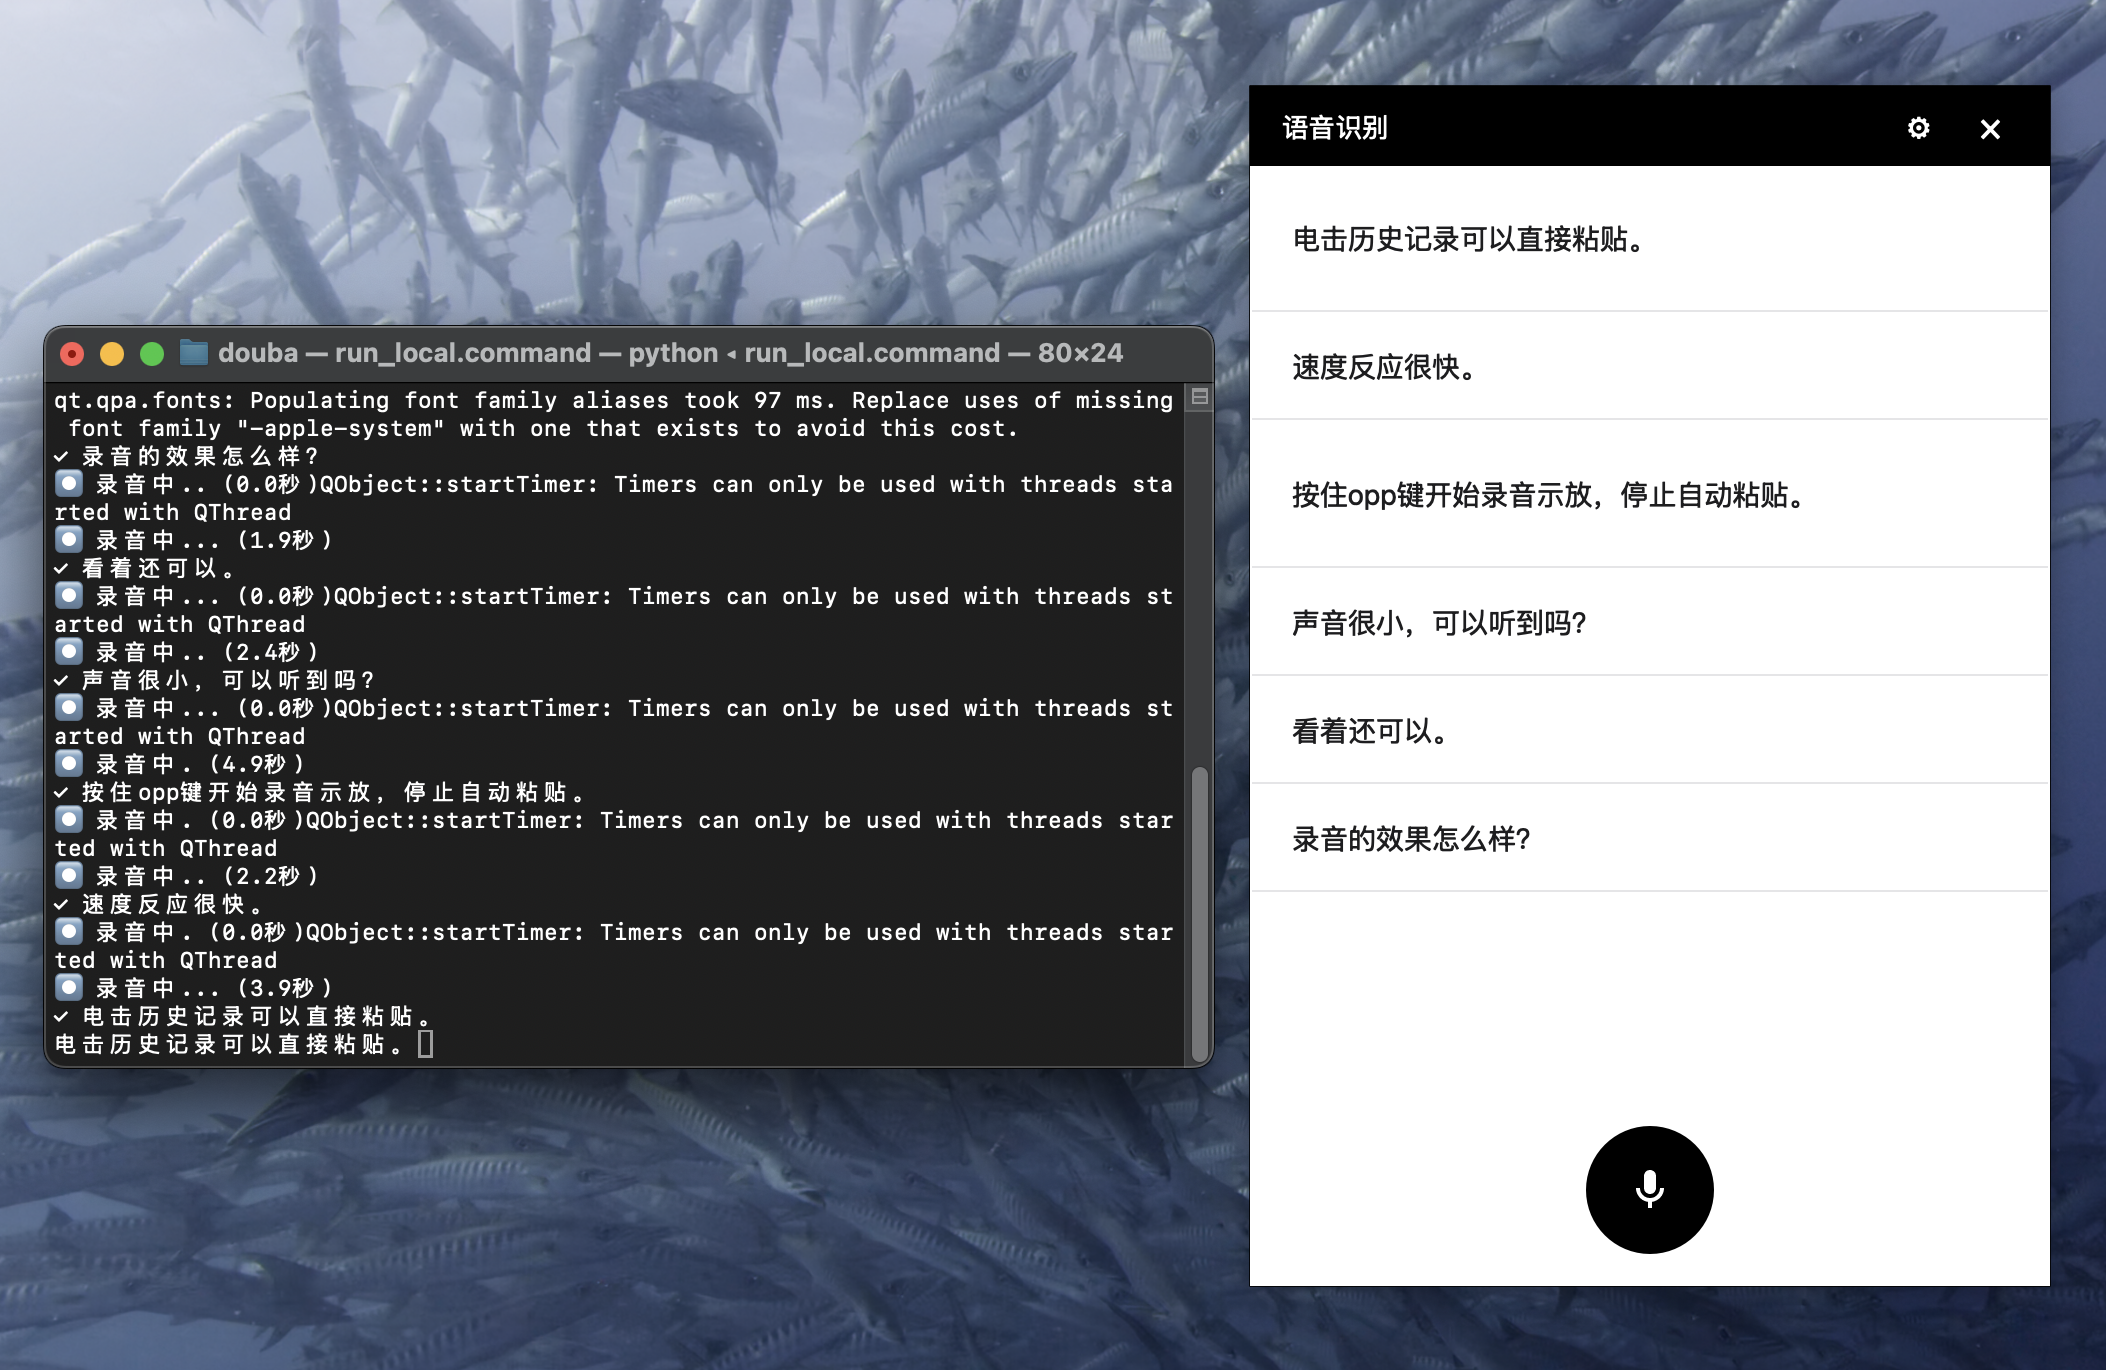 douba — run_local.command — python ◂ run_local.command — 80×24
qt.qpa.fonts: Populating font family aliases took 97 ms. Replace uses of missing
font family "-apple-system" with one that exists to avoid this cost.
✓ 录音的效果怎么样?
⏺ 录音中.. (0.0秒)QObject::startTimer: Timers can only be used with threads sta
rted with QThread
⏺ 录音中... (1.9秒)
✓ 看着还可以。
⏺ 录音中... (0.0秒)QObject::startTimer: Timers can only be used with threads st
arted with QThread
⏺ 录音中.. (2.4秒)
✓ 声音很小，可以听到吗?
⏺ 录音中... (0.0秒)QObject::startTimer: Timers can only be used with threads st
arted with QThread
⏺ 录音中. (4.9秒)
✓ 按住opp键开始录音示放，停止自动粘贴。
⏺ 录音中. (0.0秒)QObject::startTimer: Timers can only be used with threads star
ted with QThread
⏺ 录音中.. (2.2秒)
✓ 速度反应很快。
⏺ 录音中. (0.0秒)QObject::startTimer: Timers can only be used with threads star
ted with QThread
⏺ 录音中... (3.9秒)
✓ 电击历史记录可以直接粘贴。
电击历史记录可以直接粘贴。
语音识别
电击历史记录可以直接粘贴。
速度反应很快。
按住opp键开始录音示放，停止自动粘贴。
声音很小，可以听到吗?
看着还可以。
录音的效果怎么样?